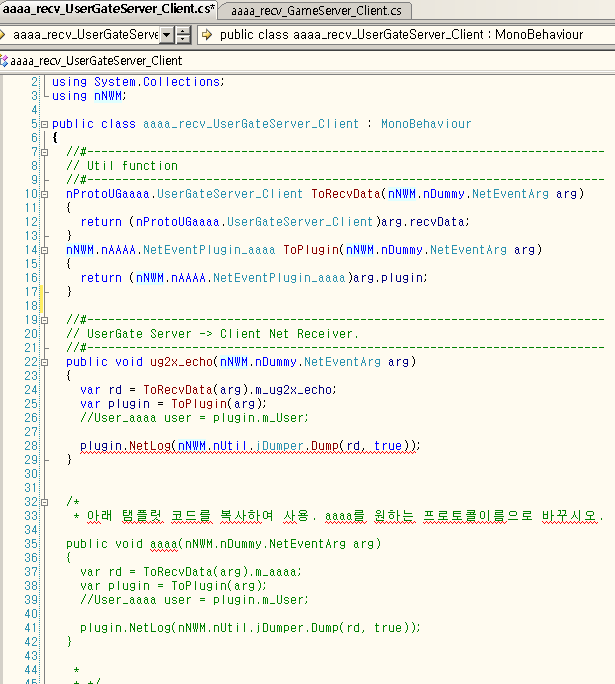 aaaa_recv_UserGateServer_Client.cs* aaaa_recv_GameServer_Client.cs
aaaa_recv_UserGateServe public class aaaa_recv_UserGateServer_Client : MonoBehaviour
aaaa_recv_UserGateServer_Client
2 using System.Collections;
3 using nNWM;
4
5 public class aaaa_recv_UserGateServer_Client : MonoBehaviour
6 {
7 //#------------------------------------------------------------------------
8 // Util function
9 //#------------------------------------------------------------------------
10 nProtoUGaaaa.UserGateServer_Client ToRecvData(nNWM.nDummy.NetEventArg arg)
11 {
12 return (nProtoUGaaaa.UserGateServer_Client)arg.recvData;
13 }
14 nNWM.nAAAA.NetEventPlugin_aaaa ToPlugin(nNWM.nDummy.NetEventArg arg)
15 {
16 return (nNWM.nAAAA.NetEventPlugin_aaaa)arg.plugin;
17 }
18
19 //#------------------------------------------------------------------------
20 // UserGate Server -> Client Net Receiver.
21 //#------------------------------------------------------------------------
22 public void ug2x_echo(nNWM.nDummy.NetEventArg arg)
23 {
24 var rd = ToRecvData(arg).m_ug2x_echo;
25 var plugin = ToPlugin(arg);
26 //User_aaaa user = plugin.m_User;
27
28 plugin.NetLog(nNWM.nUtil.jDumper.Dump(rd, true));
29 }
30
31
32 /*
33 * 아래 탬플릿 코드를 복사하여 사용. aaaa를 원하는 프로토콜이름으로 바꾸시오.
34
35 public void aaaa(nNWM.nDummy.NetEventArg arg)
36 {
37 var rd = ToRecvData(arg).m_aaaa;
38 var plugin = ToPlugin(arg);
39 //User_aaaa user = plugin.m_User;
40
41 plugin.NetLog(nNWM.nUtil.jDumper.Dump(rd, true));
42 }
43
44 *
45 * */